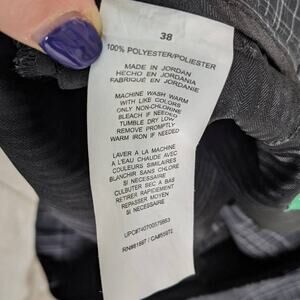 38
100% POLYESTER/POLIESTER
MADE IN JORDAN
HECHO EN JORDANIA
FABRIQUÉ EN JORDANIE
MACHINE WASH WARM
WITH LIKE COLORS
ONLY NON-CHLORINE
BLEACH IF NEEDED
TUMBLE DRY LOW
REMOVE PROMPTLY
WARM IRON IF NEEDED
LAVER A LA MACHINE
A L'EAU CHAUDE AVEC
COULEURS SIMILAIRES
BLANCHIR SANS CHLORE
SI NECESSAIRE
CULBUTER SEC A BAS
RETIRER RAPIDEMENT
REPASSER MOYEN
SI NECESSAIRE